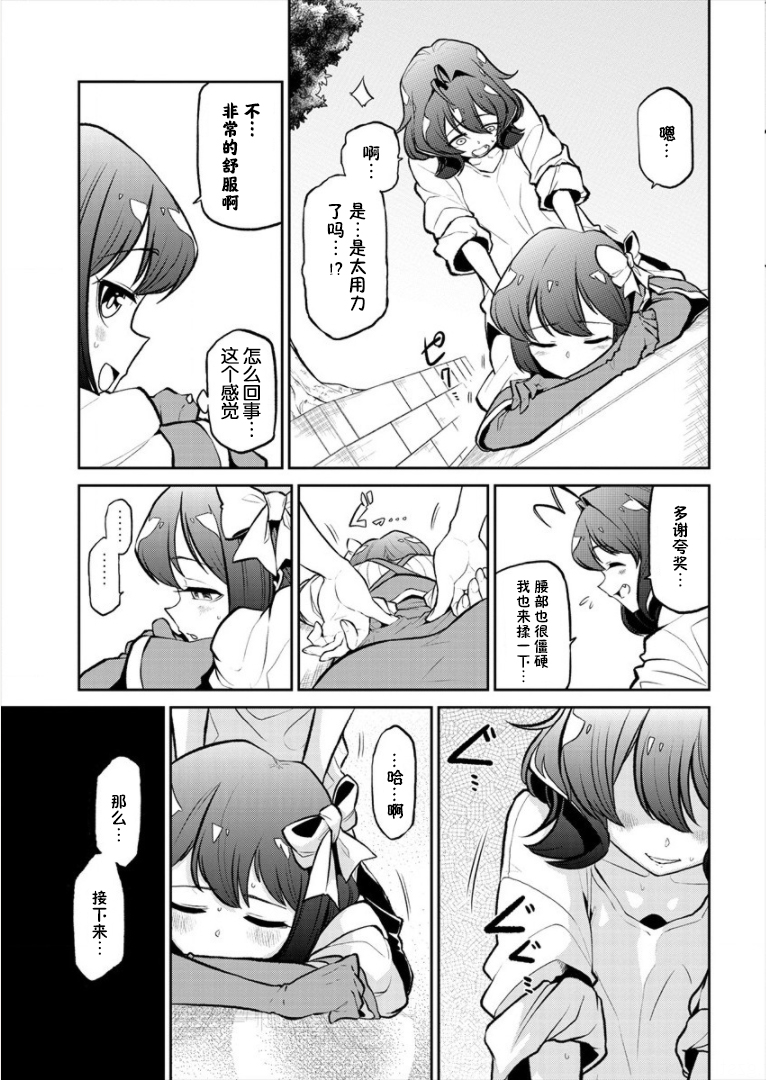 嗯…
啊…
是…是太用力
了吗…!?
ピク
不…
非常的舒服
啊
怎么回事…
这个感觉
多谢夸奖…
腰部也很僵硬
我也来揉一下…
……
……
ぐ
ぐ
…哈…啊
那么…
接下来…